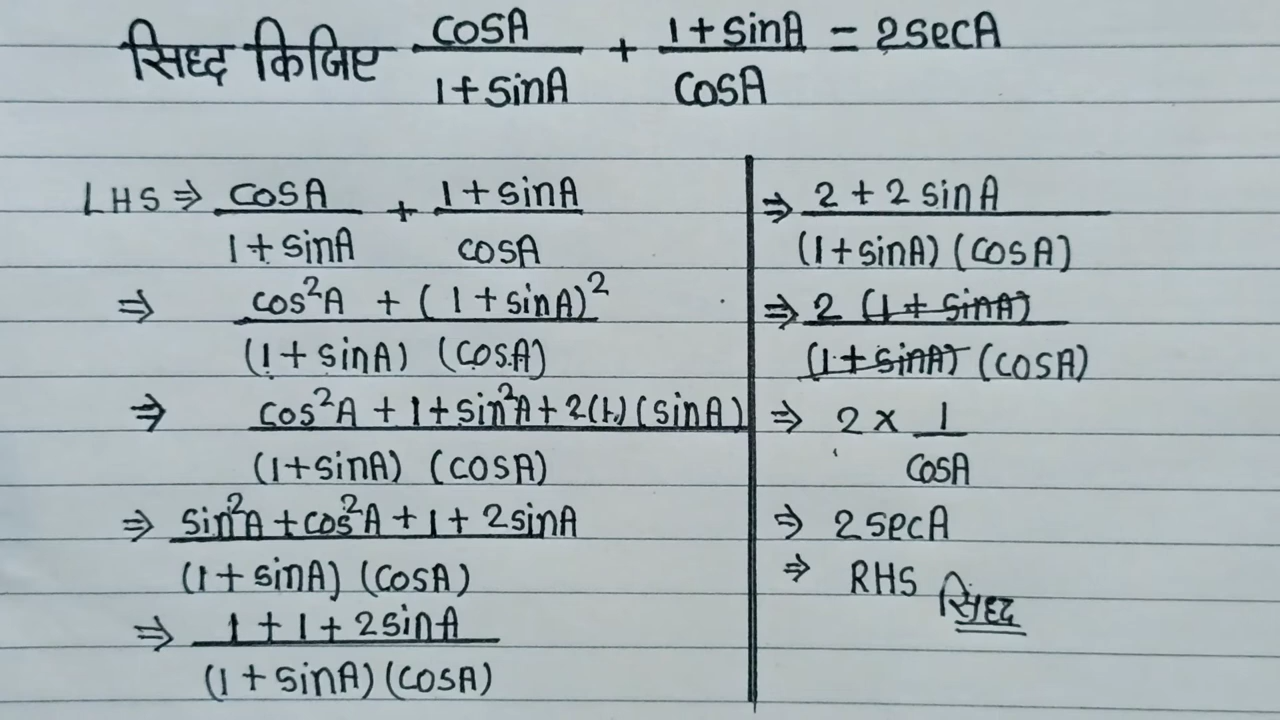 सिध्द किजिए cosA/1+sinA + 1+sinA/cosA = 2secA
LHS ⇒ cosA/1+sinA + 1+sinA/cosA
⇒ cos²A + (1+sinA)²/(1+sinA) (cosA)
⇒ cos²A + 1 + sin²A + 2(1)(sinA)/(1+sinA) (cosA)
⇒ sin²A + cos²A + 1 + 2sinA/(1+sinA) (cosA)
⇒ 1 + 1 + 2sinA/(1+sinA)(cosA)
⇒ 2 + 2sinA/(1+sinA) (cosA)
⇒ 2 (1+sinA)/(1+sinA) (cosA)
⇒ 2 × 1/cosA
⇒ 2secA
⇒ RHS सिध्द